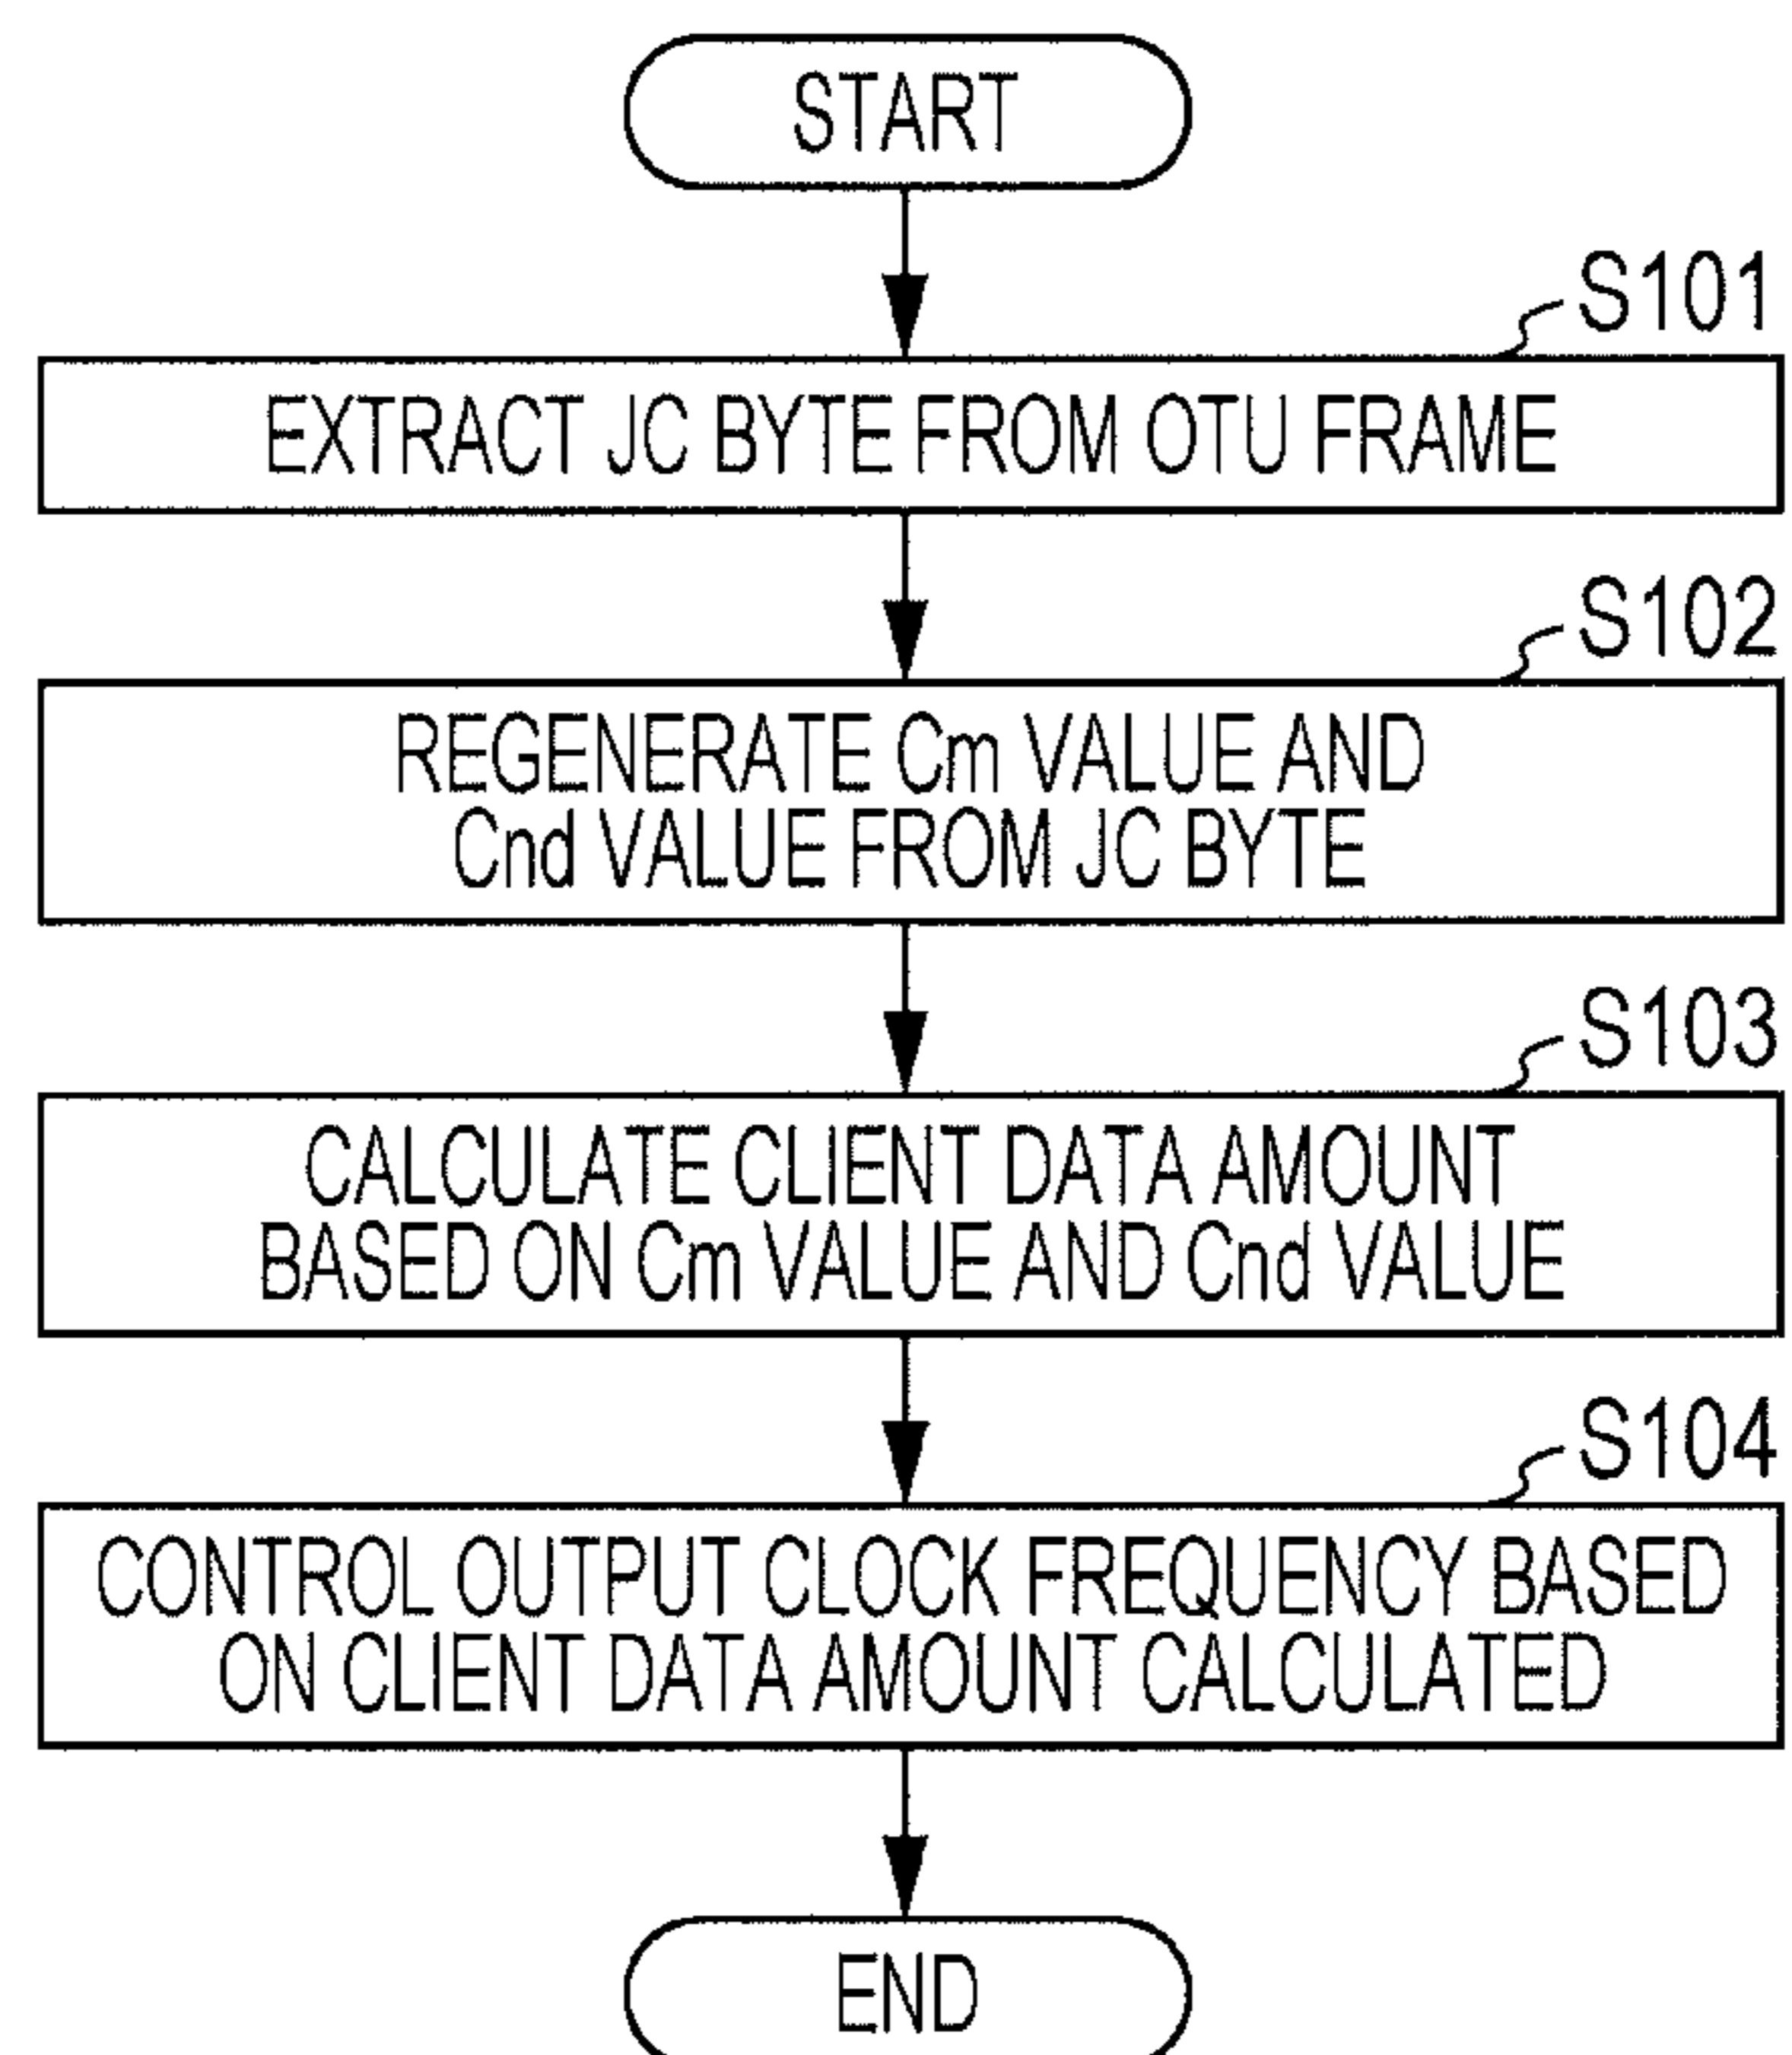 START
S101
EXTRACT JC BYTE FROM OTU FRAME
S102
REGENERATE Cm VALUE AND
Cnd VALUE FROM JC BYTE
S103
CALCULATE CLIENT DATA AMOUNT
BASED ON Cm VALUE AND Cnd VALUE
S104
CONTROL OUTPUT CLOCK FREQUENCY BASED
ON CLIENT DATA AMOUNT CALCULATED
END